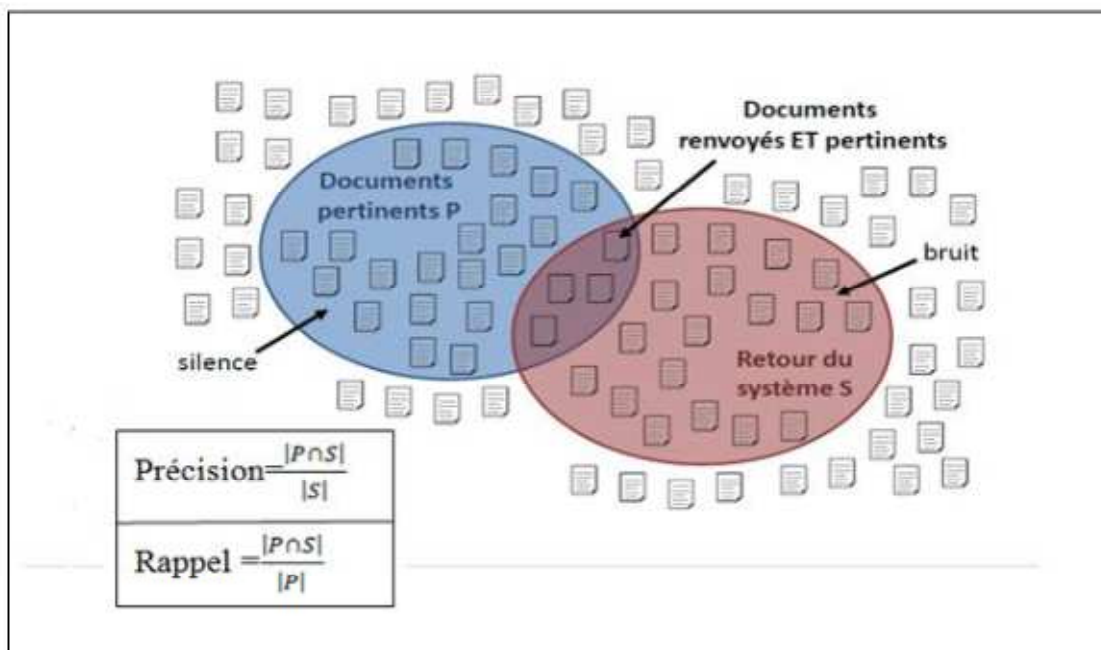 Documents
renvoyés ET pertinents
Documents
pertinents P
bruit
silence
Retour du
système S
Précision=|P∩S|/|S|
Rappel =|P∩S|/|P|